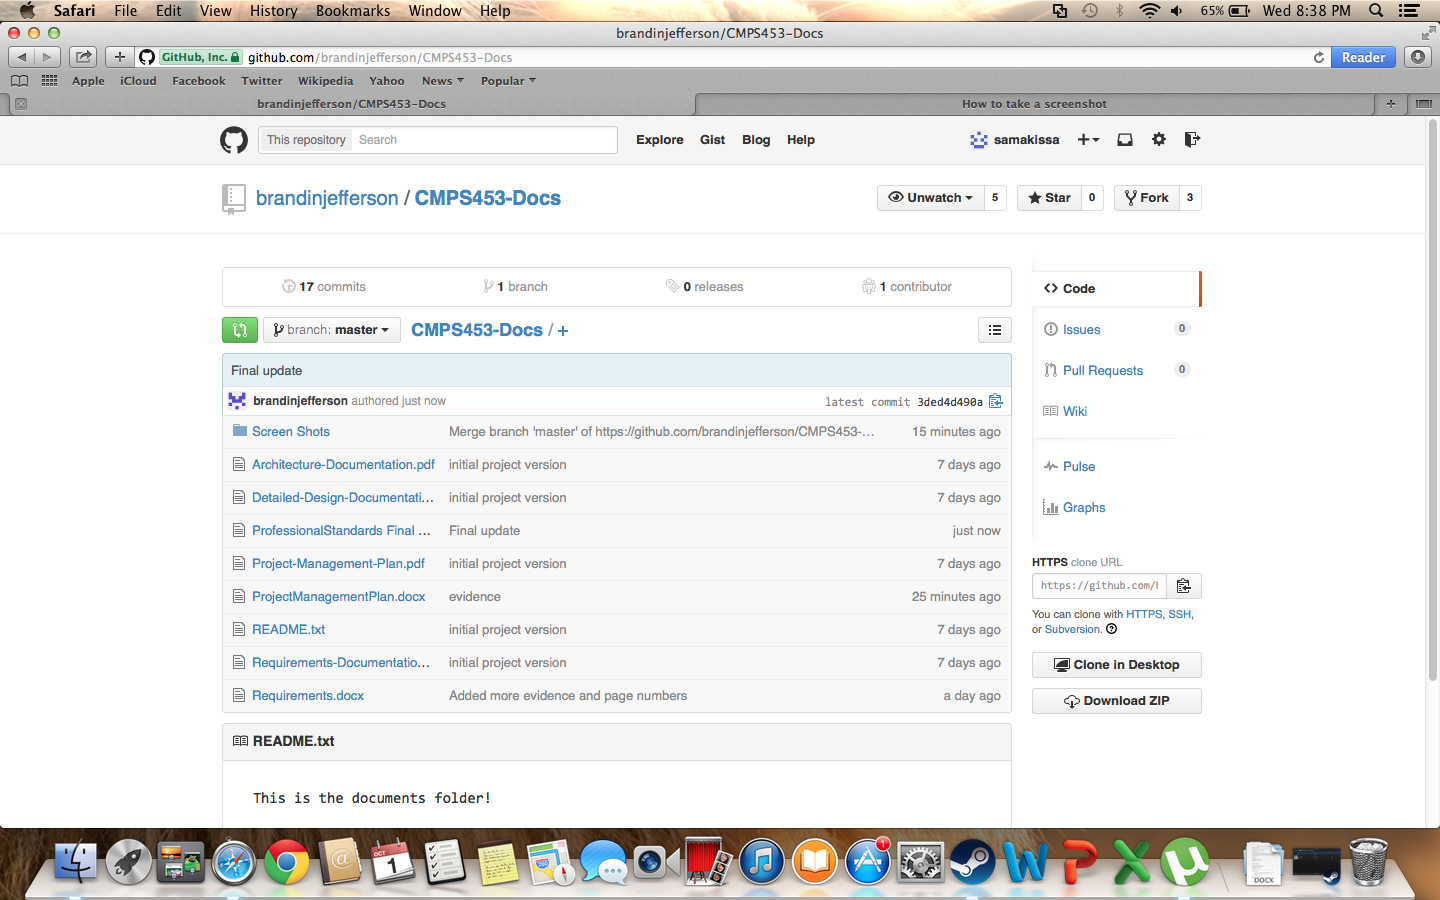 Safari File Edit View History Bookmarks Window Help 65% Wed 8:38 PM
brandinjefferson/CMPS453-Docs
GitHub, Inc. github.com/brandinjefferson/CMPS453-Docs Reader
Apple iCloud Facebook Twitter Wikipedia Yahoo News Popular
brandinjefferson/CMPS453-Docs How to take a screenshot
This repository Search Explore Gist Blog Help samakissa
brandinjefferson / CMPS453-Docs Unwatch 5 Star 0 Fork 3
17 commits 1 branch 0 releases 1 contributor
Code
branch: master CMPS453-Docs / +
Issues 0
Final update
Pull Requests 0
brandinjefferson authored just now latest commit 3ded4d490a
Wiki
Screen Shots Merge branch 'master' of https://github.com/brandinjefferson/CMPS453-... 15 minutes ago
Architecture-Documentation.pdf initial project version 7 days ago
Pulse
Detailed-Design-Documentati... initial project version 7 days ago
Graphs
ProfessionalStandards Final ... Final update just now
Project-Management-Plan.pdf initial project version 7 days ago
HTTPS clone URL
https://github.com/
ProjectManagementPlan.docx evidence 25 minutes ago
You can clone with HTTPS, SSH,
or Subversion.
README.txt initial project version 7 days ago
Requirements-Documentatio... initial project version 7 days ago
Clone in Desktop
Requirements.docx Added more evidence and page numbers a day ago
Download ZIP
README.txt
This is the documents folder!
OCT
1
1
DOCX